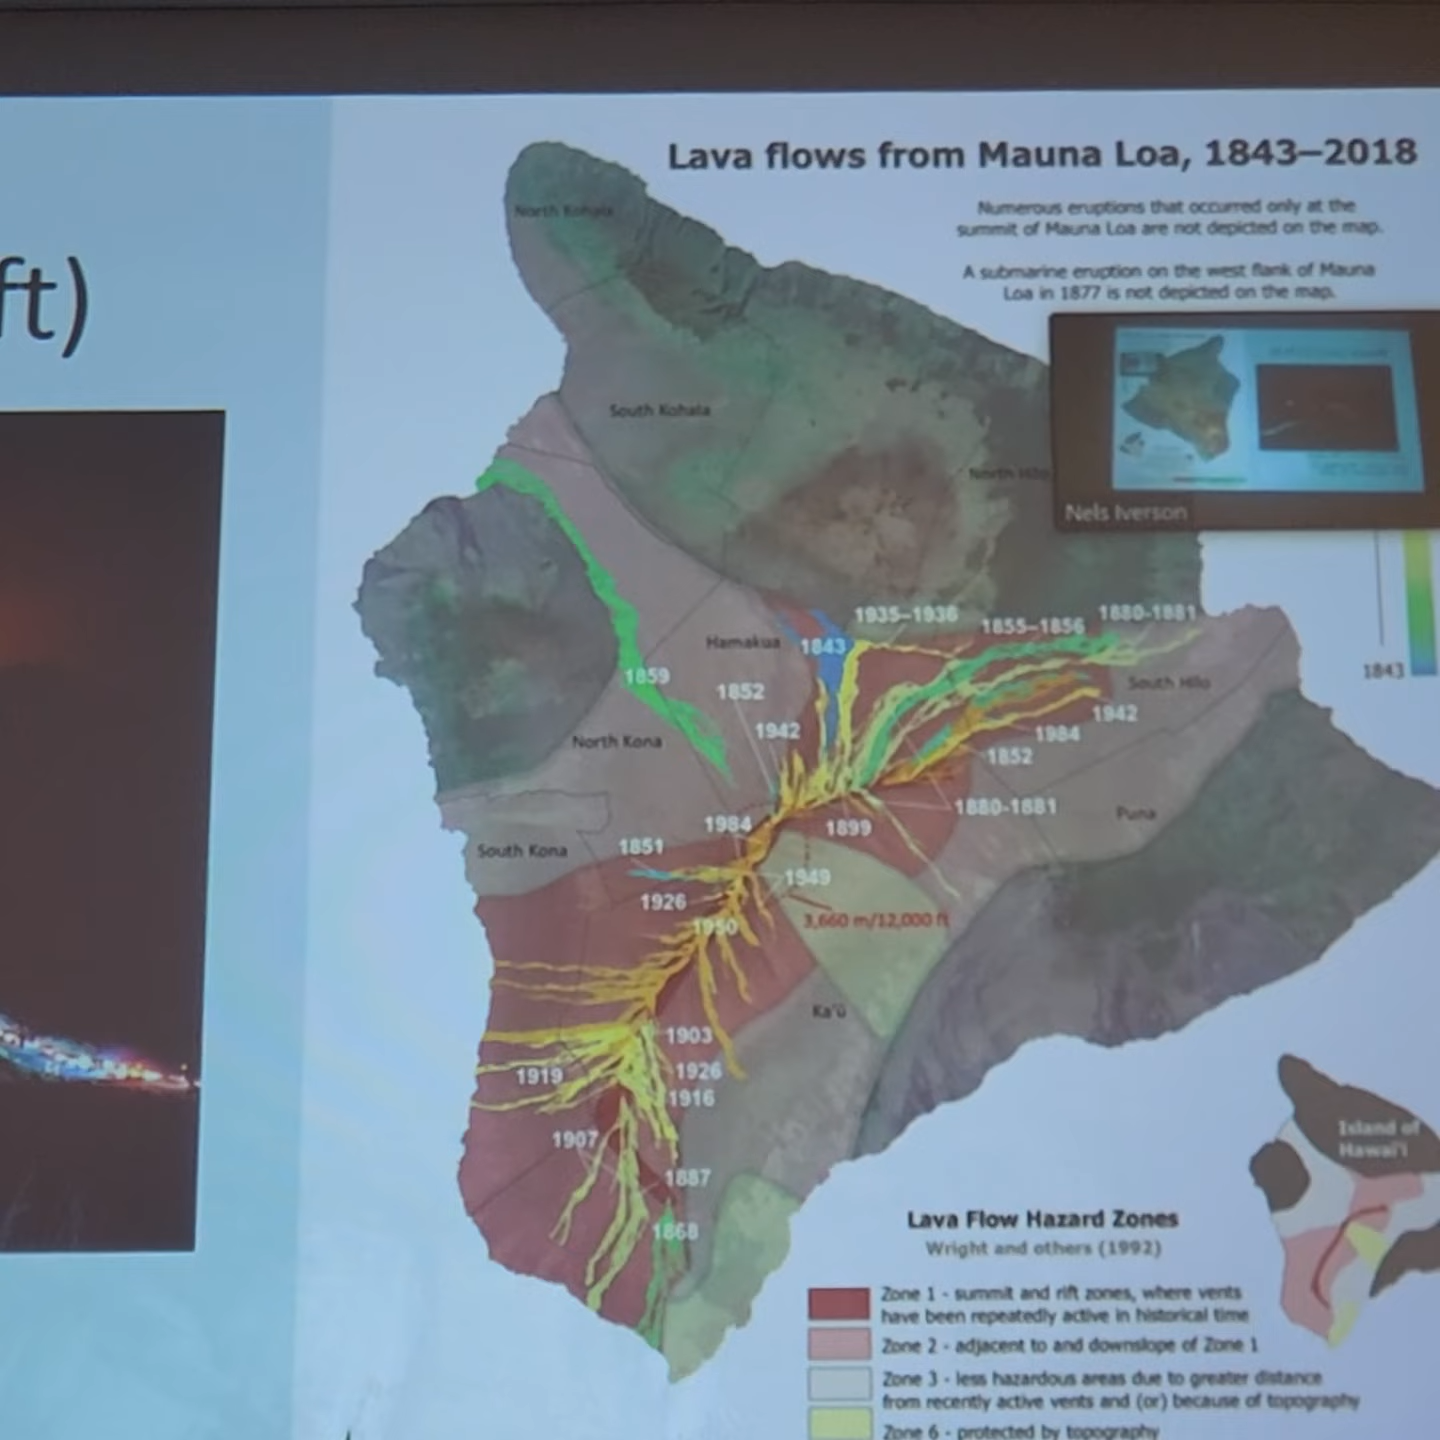 ft)
Lava flows from Mauna Loa, 1843–2018
Numerous eruptions that occurred only at the
summit of Mauna Loa are not depicted on the map.
A submarine eruption on the west flank of Mauna
Loa in 1877 is not depicted on the map.
North Kohala
South Kohala
North Hilo
Nels Iverson
1935–1936
1855–1856
1880-1881
Hamakua
1843
1843
1859
1852
South Hilo
1942
1942
North Kona
1984
1852
1880-1881
Puna
1984
1899
South Kona
1851
1949
1926
3,660 m/12,000 ft
1950
Ka'ū
1903
1919
1926
1916
1907
1887
1868
Island of
Hawai'i
Lava Flow Hazard Zones
Wright and others (1992)
Zone 1 - summit and rift zones, where vents
have been repeatedly active in historical time
Zone 2 - adjacent to and downslope of Zone 1
Zone 3 - less hazardous areas due to greater distance
from recently active vents and (or) because of topography
Zone 6 - protected by topography